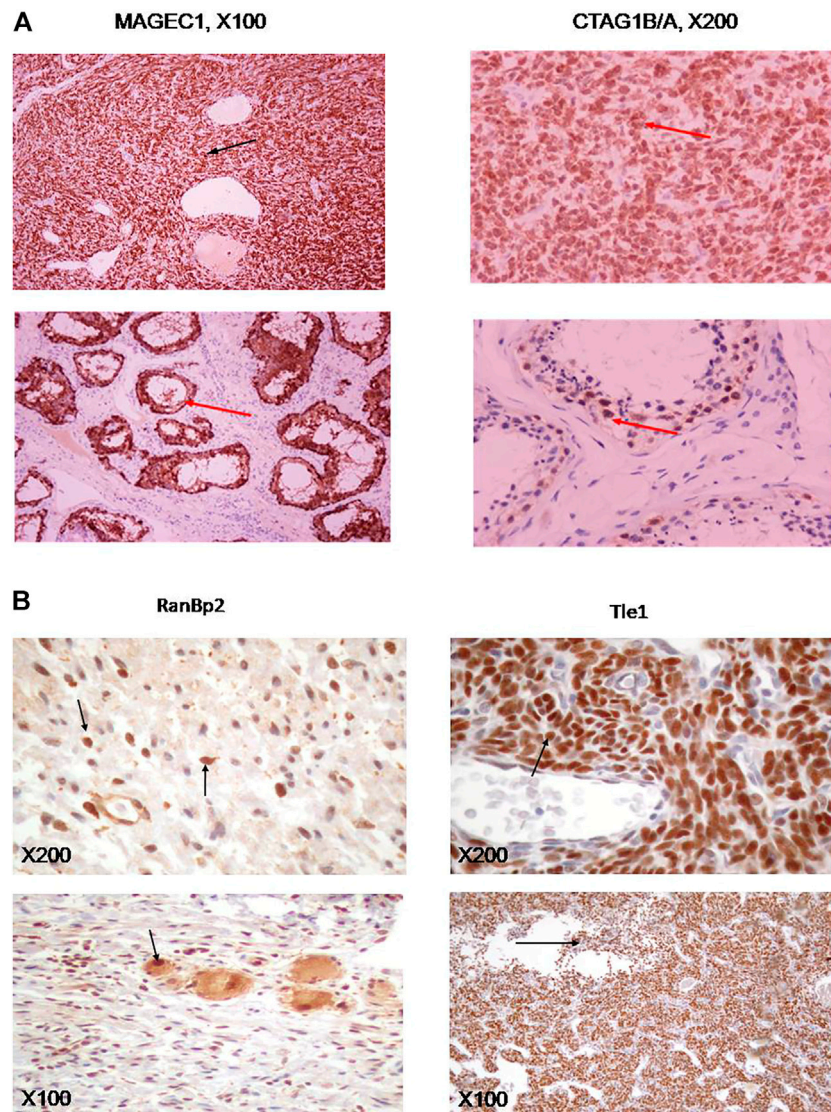 A
MAGEC1, X100
CTAG1B/A, X200
B
RanBp2
Tle1
X200
X200
X100
X100